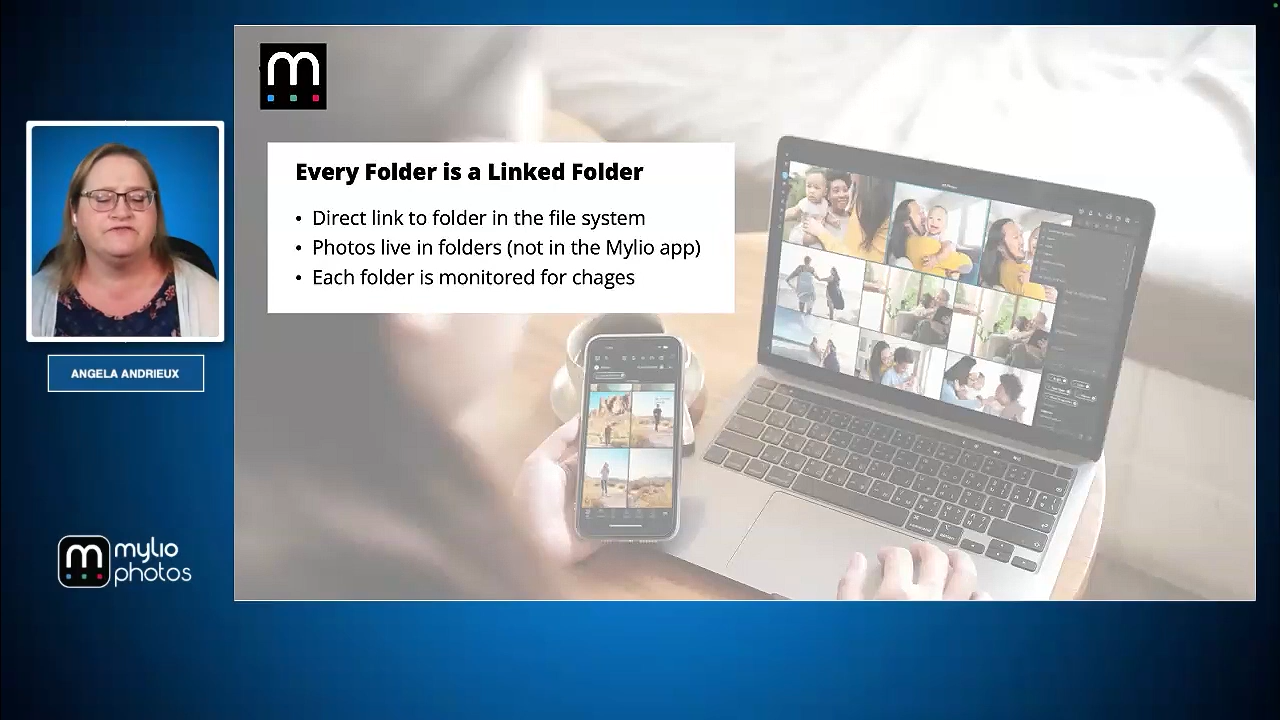 m
Every Folder is a Linked Folder
• Direct link to folder in the file system
• Photos live in folders (not in the Mylio app)
• Each folder is monitored for chages
ANGELA ANDRIEUX
m mylio
photos